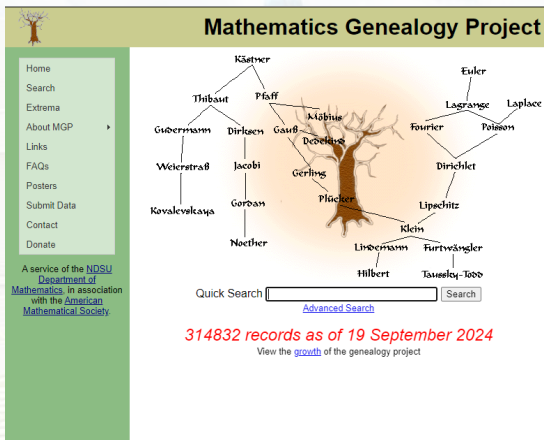 Mathematics Genealogy Project
Home
Search
Extrema
About MGP
Links
FAQs
Posters
Submit Data
Contact
Donate
A service of the NDSU
Department of
Mathematics, in association
with the American
Mathematical Society.
Kästner
Euler
Thibaut Pfaff
Lagrange Laplace
Möbius
Gudermann Dirksen Gauß
Fourier Poisson
Dedekind
Weierstraß Jacobi
Dirichlet
Gerling
Plücker
Kovalevskaya Gordan
Lipschitz
Klein
Noether
Lindemann Furtwängler
Hilbert Taussky-Todd
Quick Search Search
Advanced Search
314832 records as of 19 September 2024
View the growth of the genealogy project